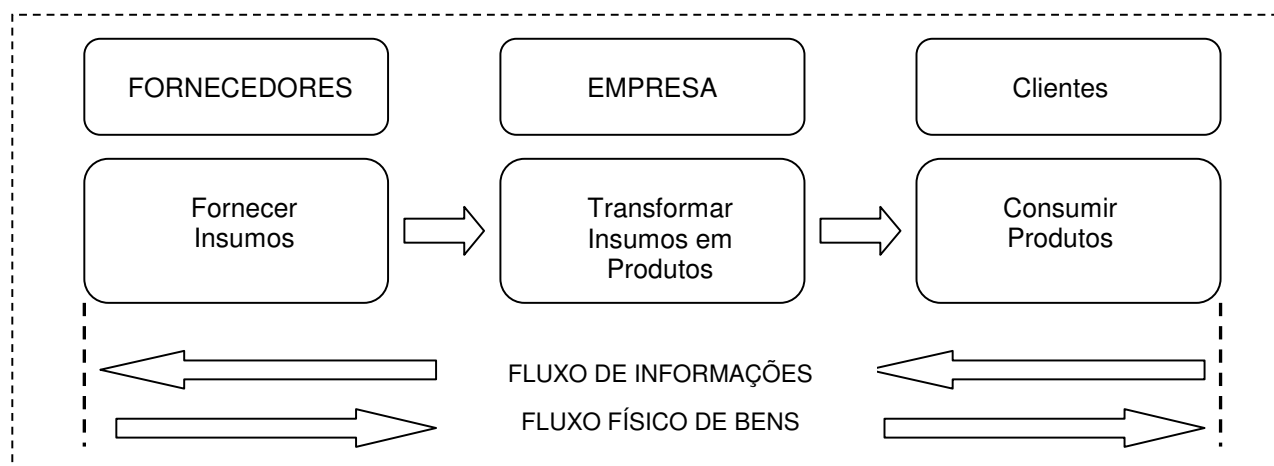 FORNECEDORES
EMPRESA
Clientes
Fornecer
Insumos
Transformar
Insumos em
Produtos
Consumir
Produtos
FLUXO DE INFORMAÇÕES
FLUXO FÍSICO DE BENS